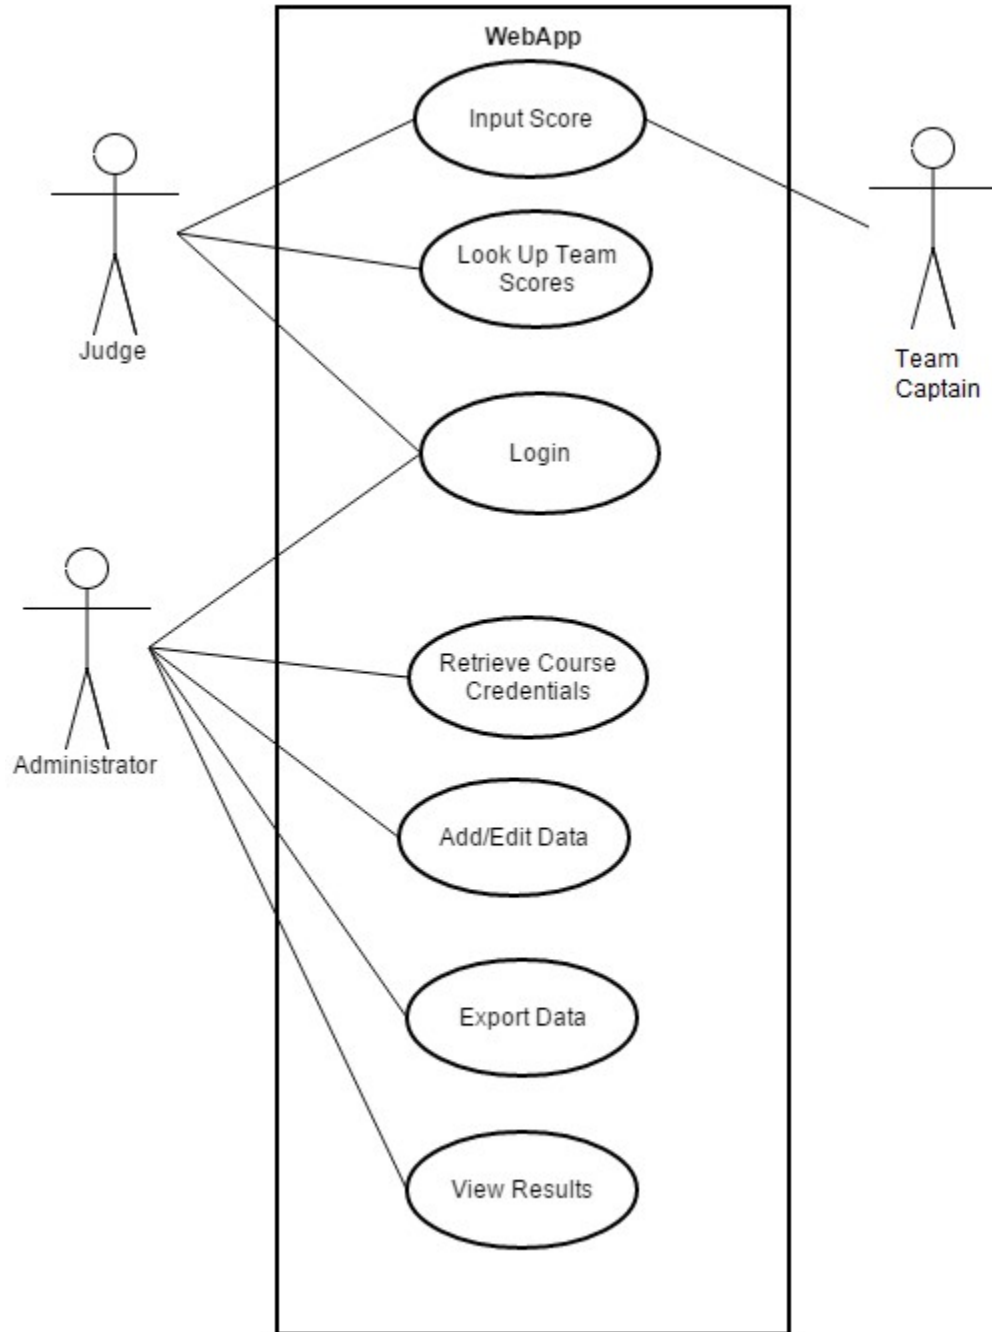 WebApp
Input Score
Look Up Team
Scores
Judge
Team
Captain
Login
Retrieve Course
Credentials
Administrator
Add/Edit Data
Export Data
View Results